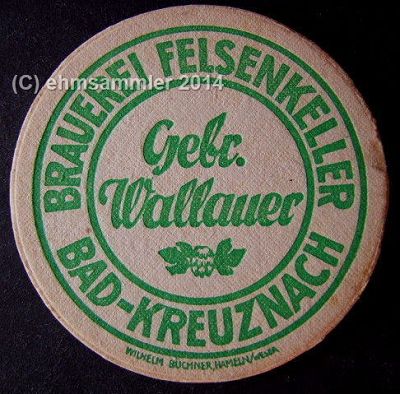 (C) ehmsammler 2014
BRAUEREI FELSENKELLER
Gebr.
Wallauer
BAD-KREUZNACH
WILHELM BÜCHNER, HAMELN/WESER